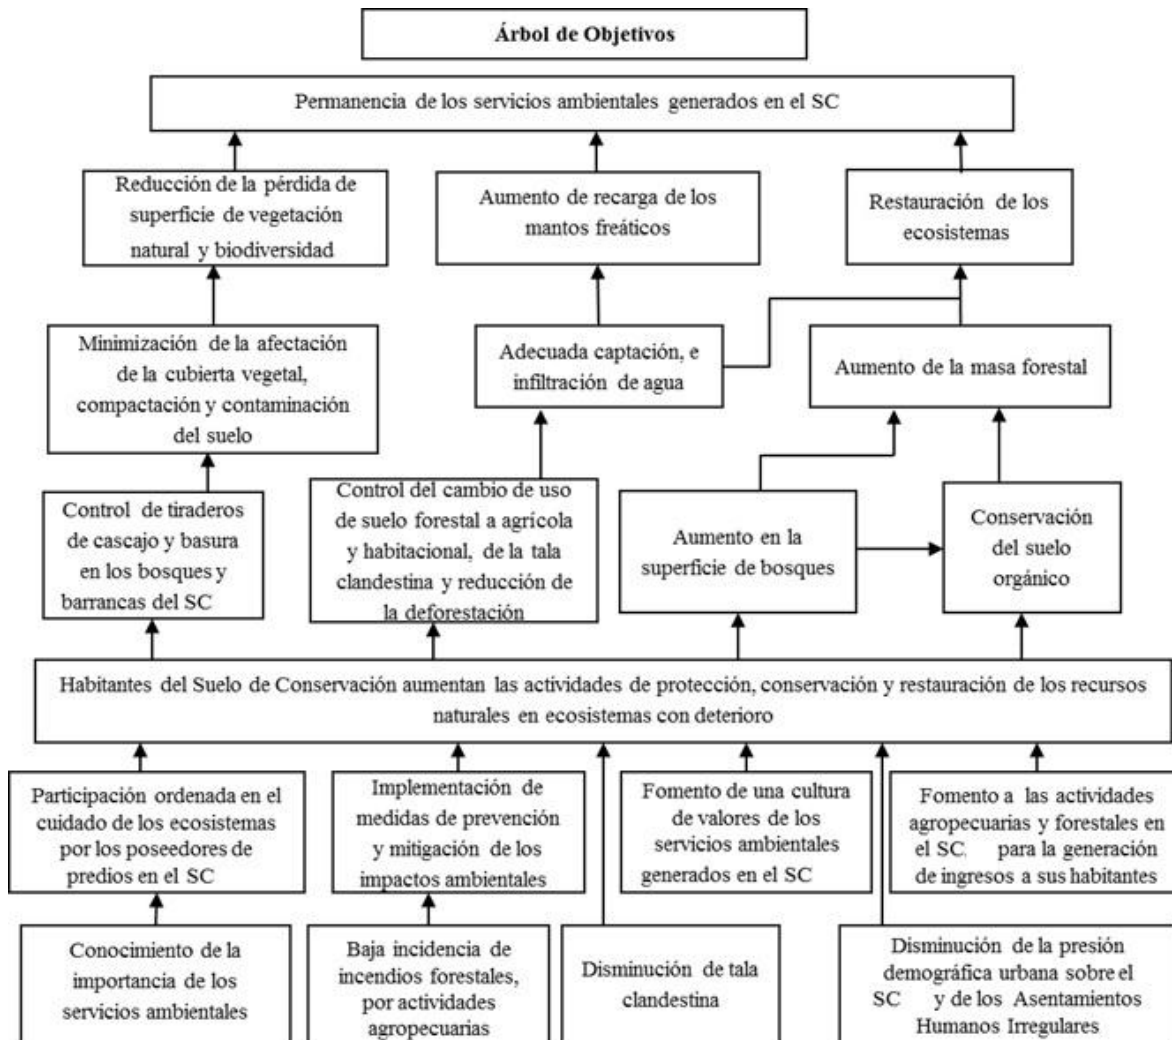 Árbol de Objetivos
Permanencia de los servicios ambientales generados en el SC
Reducción de la pérdida de
superficie de vegetación
natural y biodiversidad
Aumento de recarga de los
mantos freáticos
Restauración de los
ecosistemas
Minimización de la afectación
de la cubierta vegetal,
compactación y contaminación
del suelo
Adecuada captación, e
infiltración de agua
Aumento de la masa forestal
Control de tiraderos
de cascajo y basura
en los bosques y
barrancas del SC
Control del cambio de uso
de suelo forestal a agrícola
y habitacional, de la tala
clandestina y reducción de
la deforestación
Aumento en la
superficie de bosques
Conservación
del suelo
orgánico
Habitantes del Suelo de Conservación aumentan las actividades de protección, conservación y restauración de los recursos
naturales en ecosistemas con deterioro
Participación ordenada en el
cuidado de los ecosistemas
por los poseedores de
predios en el SC
Implementación de
medidas de prevención
y mitigación de los
impactos ambientales
Fomento de una cultura
de valores de los
servicios ambientales
generados en el SC
Fomento a las actividades
agropecuarias y forestales en
el SC. para la generación
de ingresos a sus habitantes
Conocimiento de la
importancia de los
servicios ambientales
Baja incidencia de
incendios forestales,
por actividades
agropecuarias
Disminución de tala
clandestina
Disminución de la presión
demográfica urbana sobre el
SC y de los Asentamientos
Humanos Irregulares